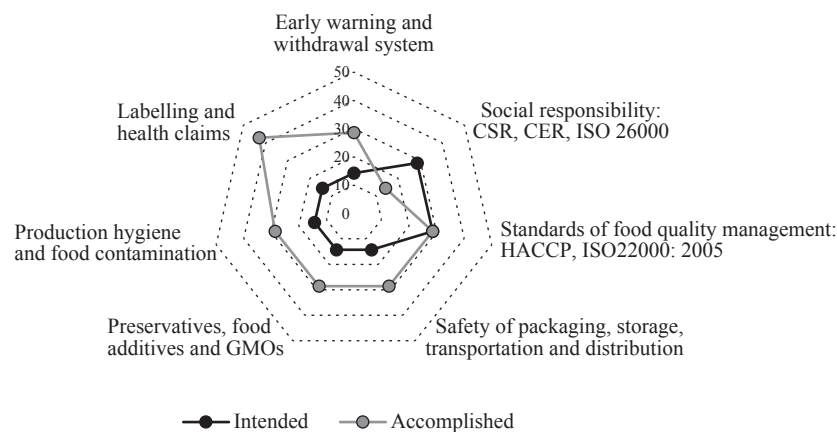 Early warning and
withdrawal system
50
40
30
20
10
0
Labelling and
health claims
Social responsibility:
CSR, CER, ISO 26000
Production hygiene
and food contamination
Standards of food quality management:
HACCP, ISO22000: 2005
Preservatives, food
additives and GMOs
Safety of packaging, storage,
transportation and distribution
Intended
Accomplished